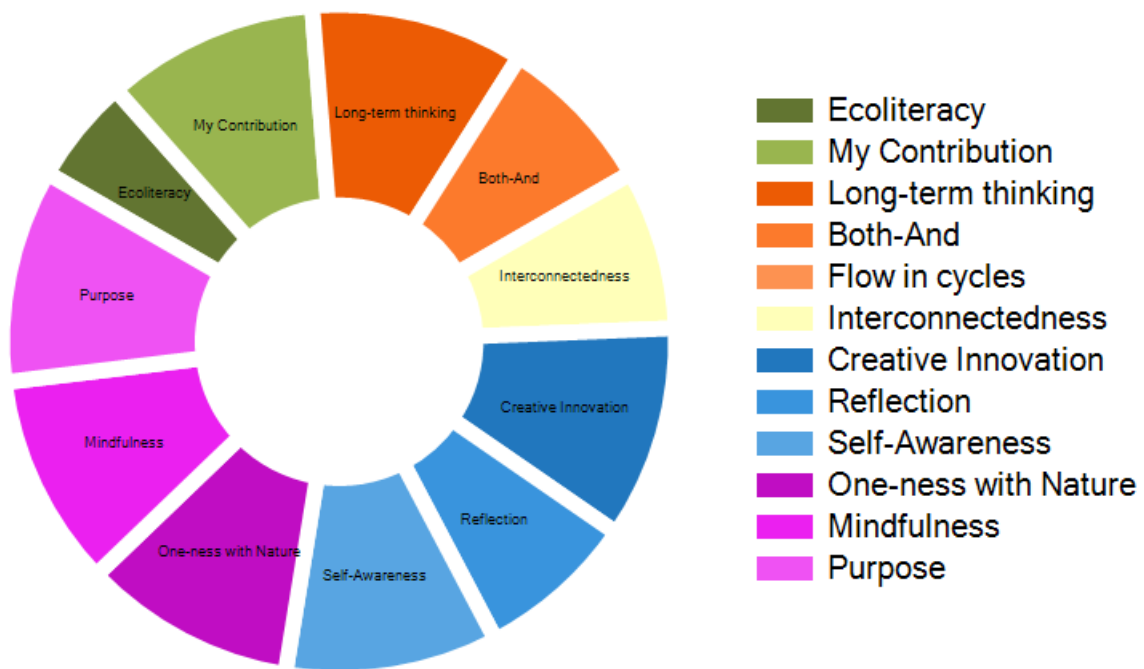 Long-term thinking
My Contribution
Both-And
Ecoliteracy
Interconnectedness
Purpose
Creative Innovation
Mindfulness
Reflection
One-ness with Nature
Self-Awareness
Ecoliteracy
My Contribution
Long-term thinking
Both-And
Flow in cycles
Interconnectedness
Creative Innovation
Reflection
Self-Awareness
One-ness with Nature
Mindfulness
Purpose